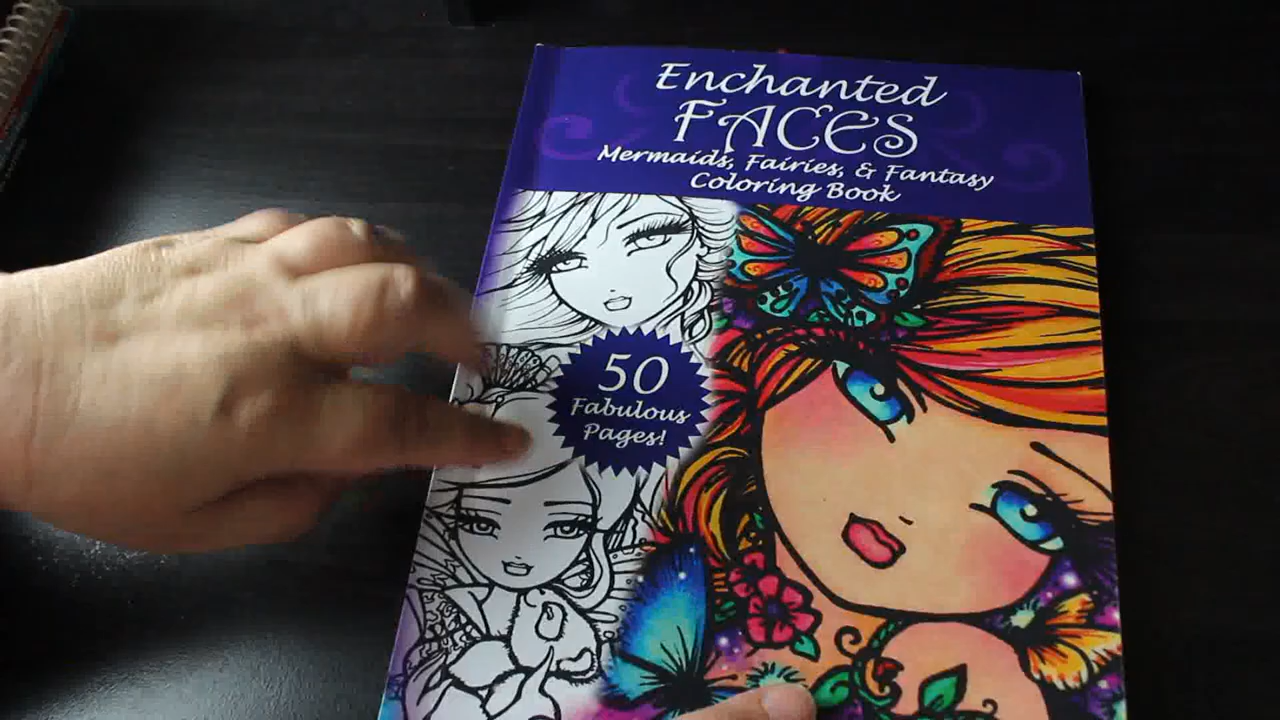 Enchanted
FACES
Mermaids, Fairies, & Fantasy
Coloring Book
50
Fabulous
Pages!